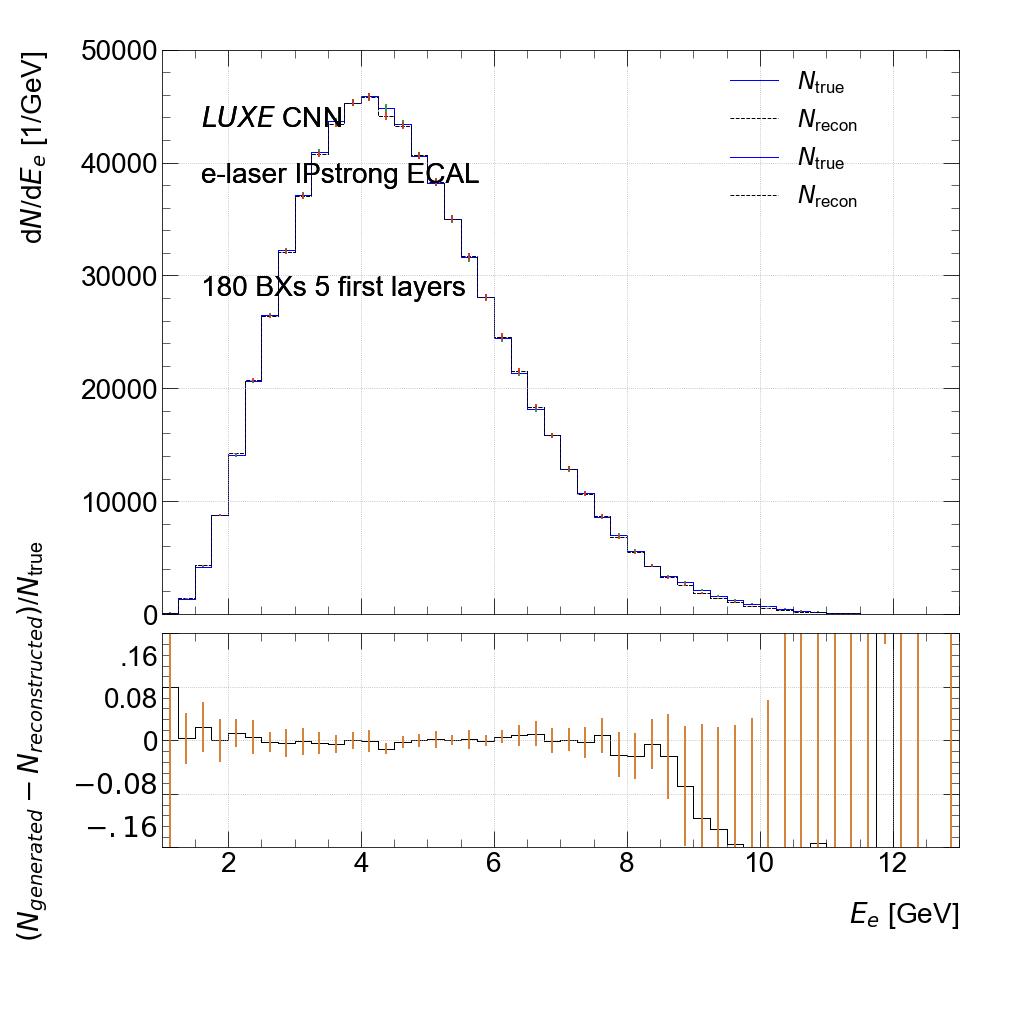 50000
40000
30000
20000
10000
0
dN/dE_e [1/GeV]
LUXE CNN
e-laser IPstrong ECAL
180 BXs 5 first layers
N_true
N_recon
N_true
N_recon
.16
0.08
0
−0.08
−.16
(N_generated − N_reconstructed)/N_true
2 4 6 8 10 12
E_e [GeV]